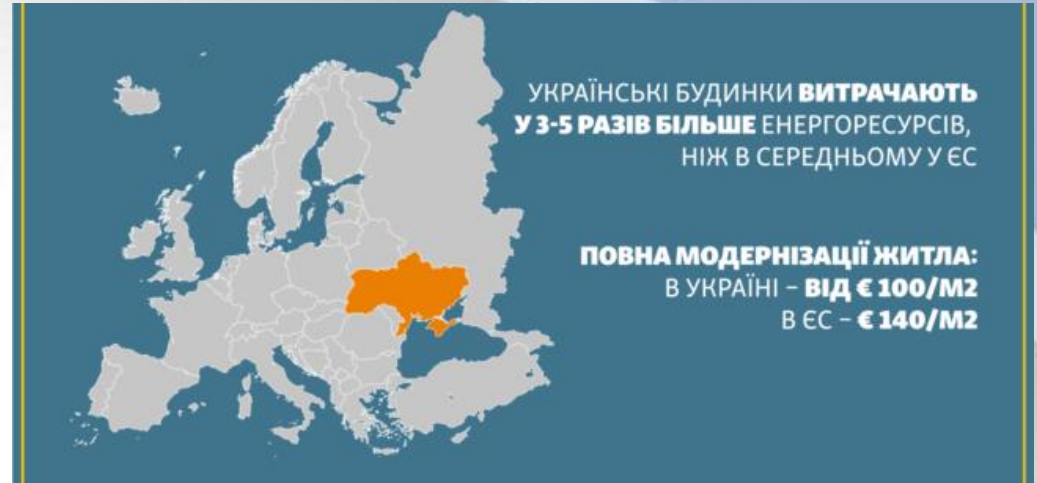 УКРАЇНСЬКІ БУДИНКИ ВИТРАЧАЮТЬ
У 3-5 РАЗІВ БІЛЬШЕ ЕНЕРГОРЕСУРСІВ,
НІЖ В СЕРЕДНЬОМУ У ЄС
ПОВНА МОДЕРНІЗАЦІЇ ЖИТЛА:
В УКРАЇНІ – ВІД € 100/М2
В ЄС – € 140/М2